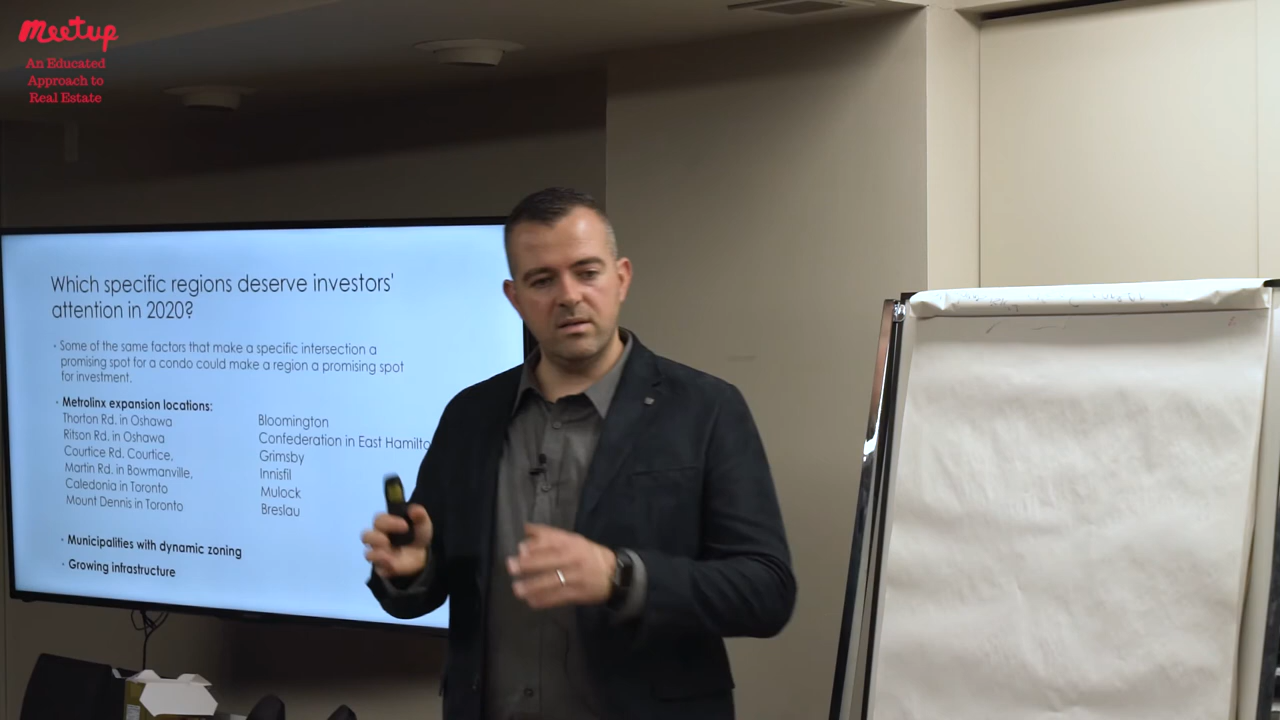 Meetup
An Educated
Approach to
Real Estate
Which specific regions deserve investors'
attention in 2020?
· Some of the same factors that make a specific intersection a
promising spot for a condo could make a region a promising spot
for investment.
· Metrolinx expansion locations:
Thorton Rd. in Oshawa
Ritson Rd. in Oshawa
Courtice Rd. Courtice,
Martin Rd. in Bowmanville,
Caledonia in Toronto
Mount Dennis in Toronto
Bloomington
Confederation in East Hamilto
Grimsby
Innisfil
Mulock
Breslau
· Municipalities with dynamic zoning
· Growing infrastructure